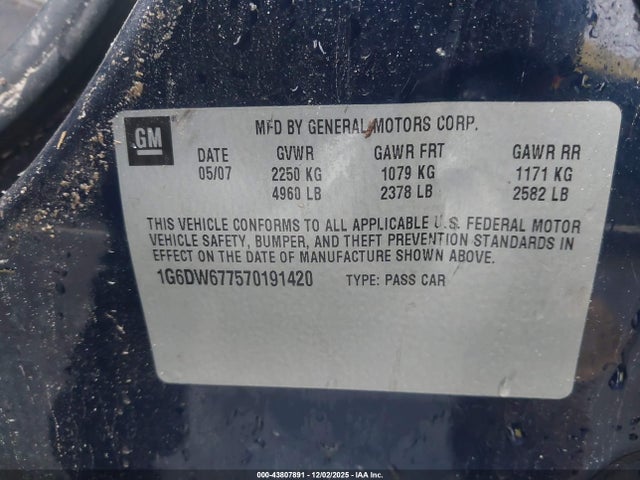 GM
MFD BY GENERAL MOTORS CORP.
DATE GVWR GAWR FRT GAWR RR
05/07 2250 KG 1079 KG 1171 KG
4960 LB 2378 LB 2582 LB
THIS VEHICLE CONFORMS TO ALL APPLICABLE U.S. FEDERAL MOTOR
VEHICLE SAFETY, BUMPER, AND THEFT PREVENTION STANDARDS IN
EFFECT ON THE DATE OF MANUFACTURE SHOWN ABOVE.
1G6DW677570191420 TYPE: PASS CAR
000-43807891 - 12/02/2025 - IAA, Inc.